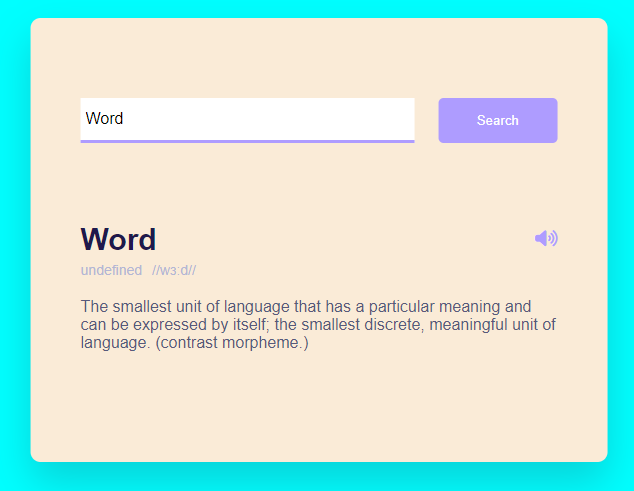 Word
Search
Word
undefined //wɜːd//
The smallest unit of language that has a particular meaning and
can be expressed by itself; the smallest discrete, meaningful unit of
language. (contrast morpheme.)